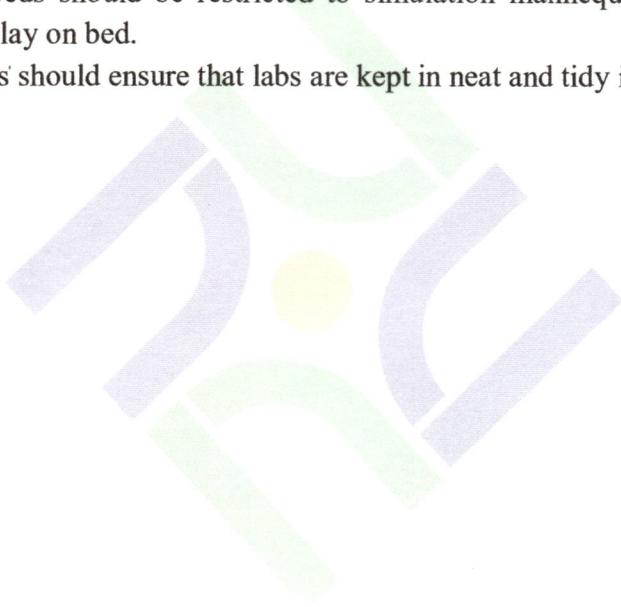 should be restricted to simulation
lay on bed.
should ensure that labs are kept in neat and tidy